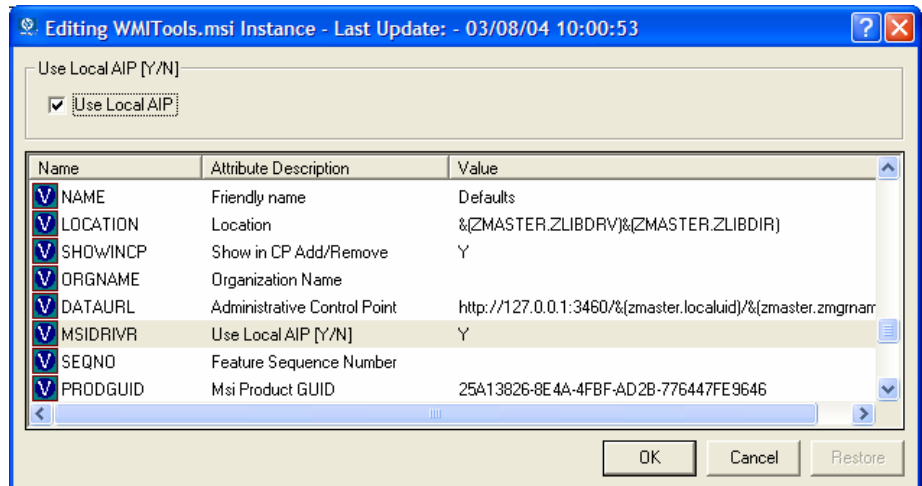 Editing WMITools.msi Instance - Last Update: - 03/08/04 10:00:53
Use Local AIP [Y/N]
Use Local AIP
Name Attribute Description Value
V NAME Friendly name Defaults
V LOCATION Location &(ZMASTER.ZLIBDRV)&(ZMASTER.ZLIBDIR)
V SHOWINCP Show in CP Add/Remove Y
V ORGNAME Organization Name
V DATAURL Administrative Control Point http://127.0.0.1:3460/&(zmaster.localuid)/&(zmaster.zmgrnam
V MSIDRIVR Use Local AIP [Y/N] Y
V SEQNO Feature Sequence Number
V PRODGUID Msi Product GUID 25A13826-8E4A-4FBF-AD2B-776447FE9646
OK Cancel Restore